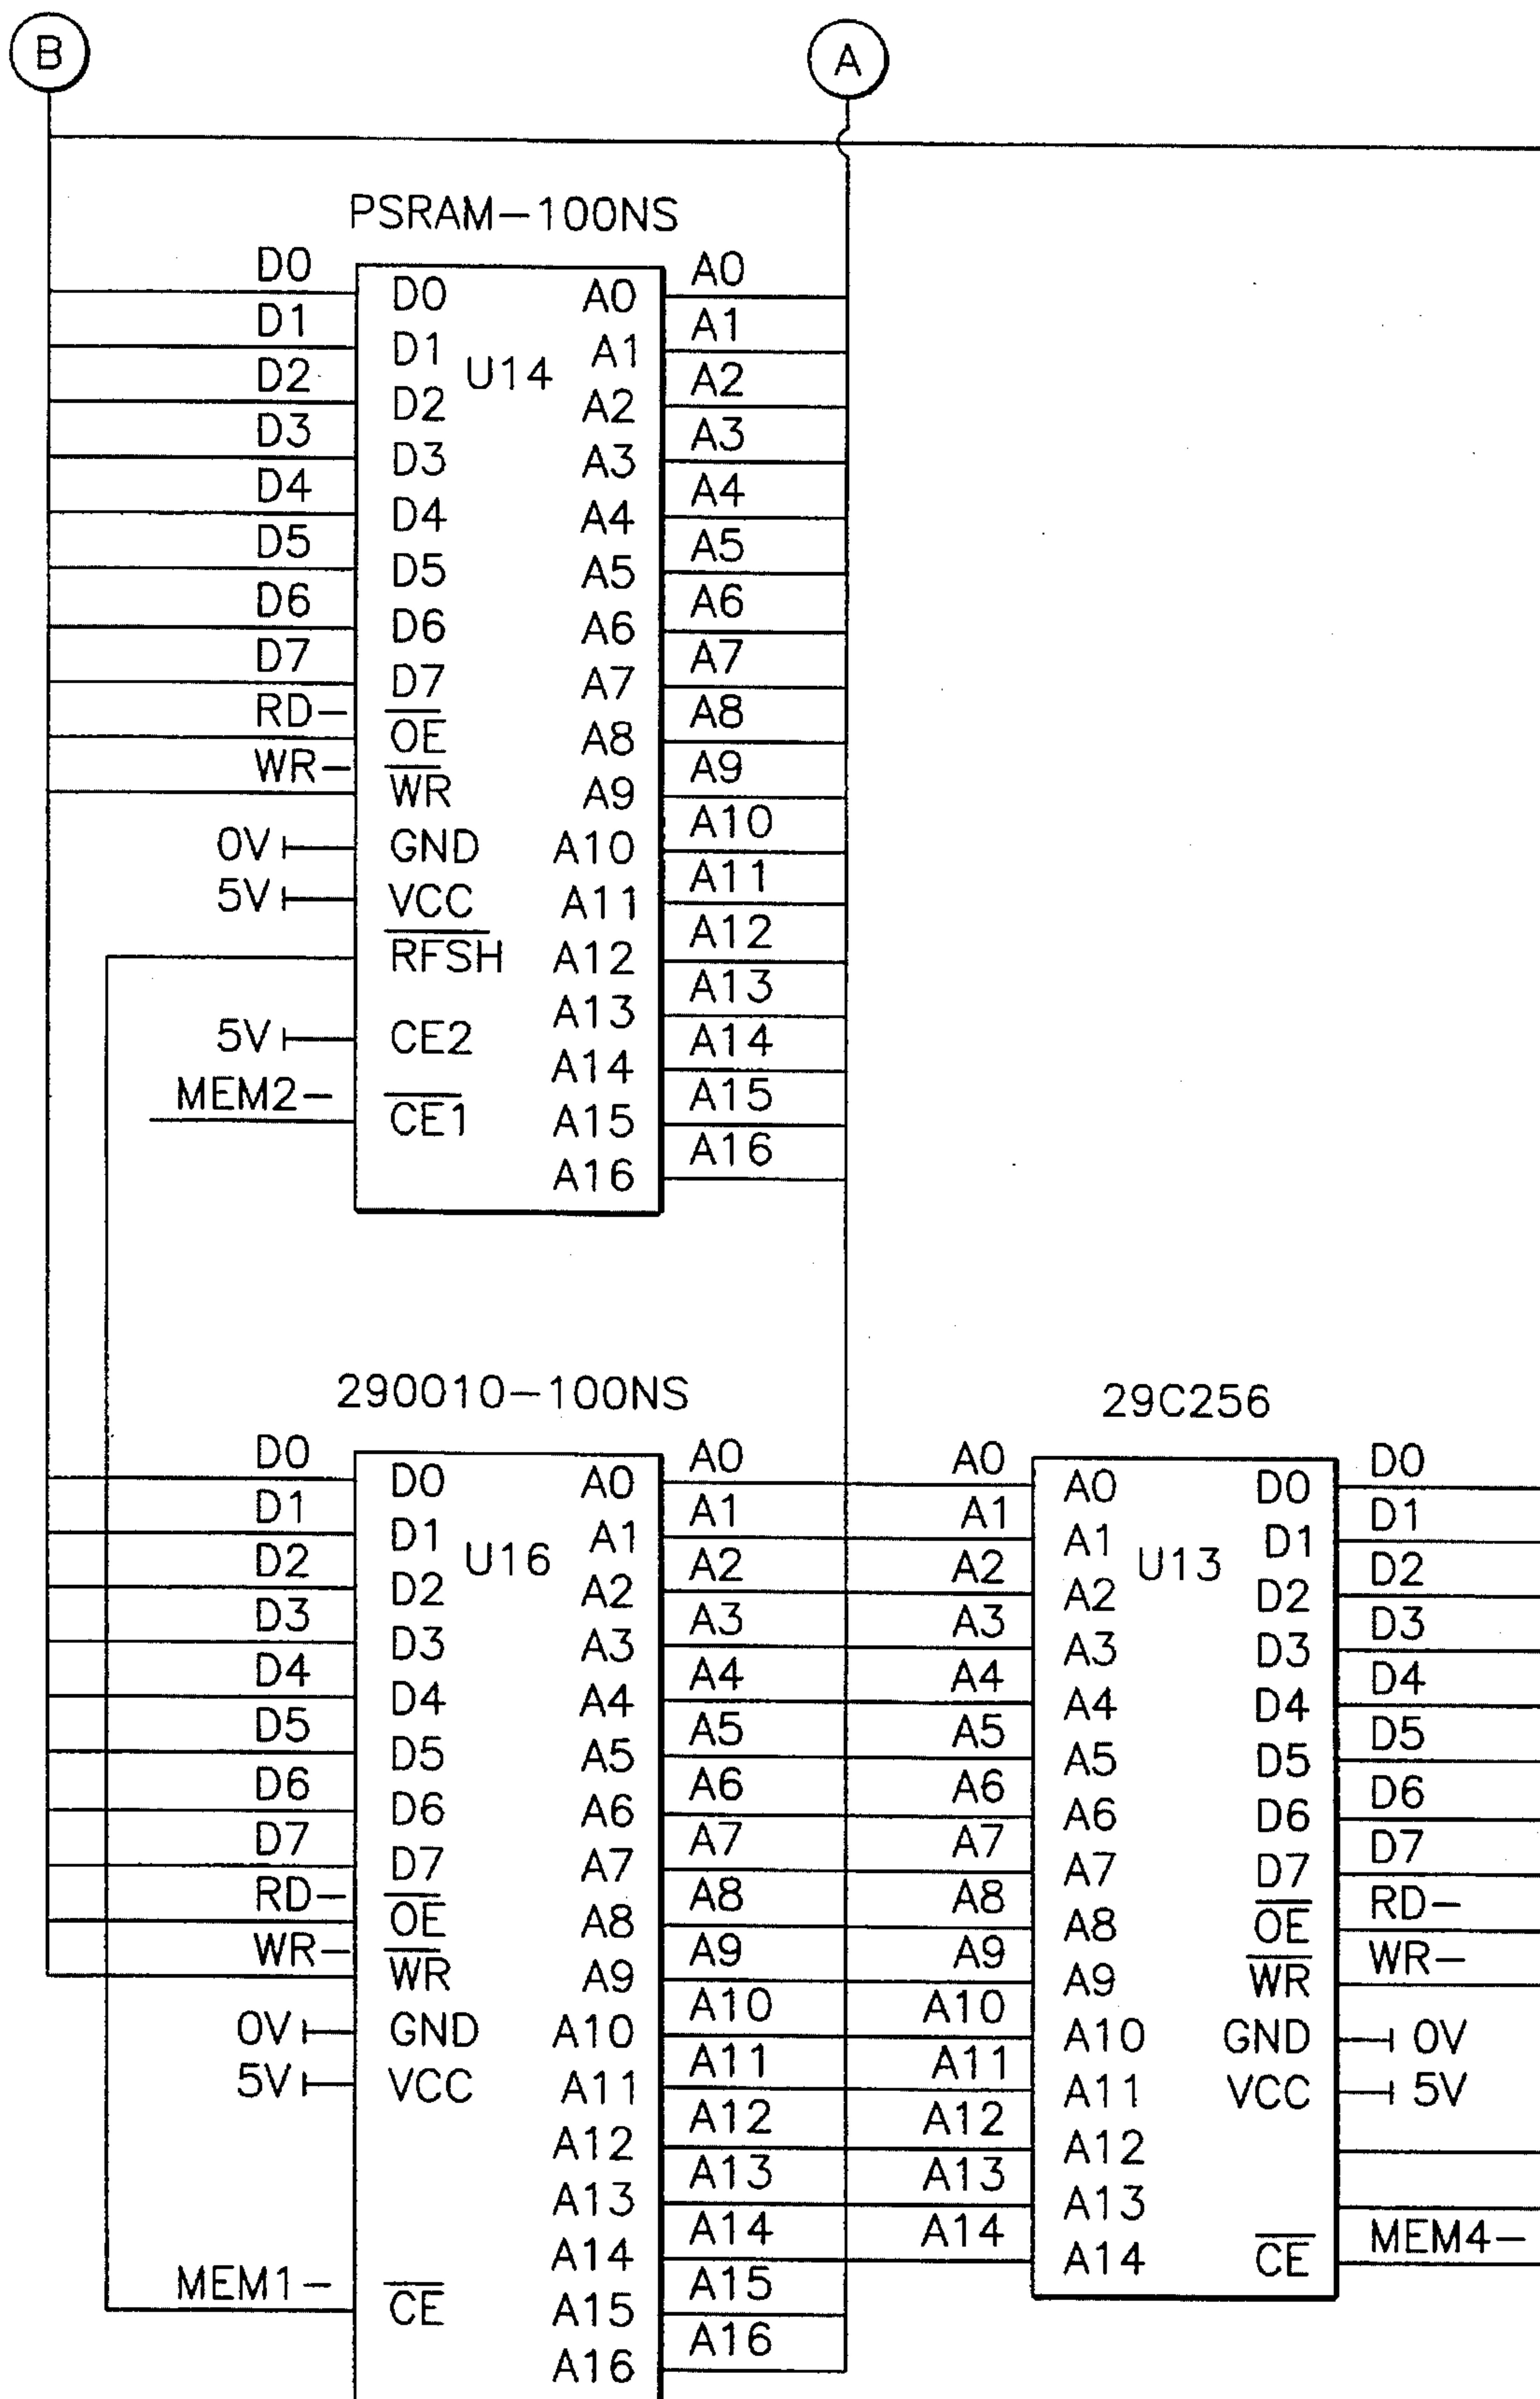 B A
PSRAM-100NS
U14
D0 D0 A0 A0
D1 D1 A1 A1
D2 D2 A2 A2
D3 D3 A3 A3
D4 D4 A4 A4
D5 D5 A5 A5
D6 D6 A6 A6
D7 D7 A7 A7
RD- OE A8 A8
WR- WR A9 A9
0V GND A10 A10
5V VCC A11 A11
RFSH A12 A12
A13 A13
5V CE2
A14 A14
MEM2- CE1 A15 A15
A16 A16
290010-100NS
U16
D0 D0 A0 A0
D1 D1 A1 A1
D2 D2 A2 A2
D3 D3 A3 A3
D4 D4 A4 A4
D5 D5 A5 A5
D6 D6 A6 A6
D7 D7 A7 A7
RD- OE A8 A8
WR- WR A9 A9
0V GND A10 A10
5V VCC A11 A11
A12 A12
A13 A13
A14 A14
MEM1- CE A15 A15
A16 A16
29C256
U13
A0 A0 D0 D0
A1 A1 D1 D1
A2 A2 D2 D2
A3 A3 D3 D3
A4 A4 D4 D4
A5 A5 D5 D5
A6 A6 D6 D6
A7 A7 D7 D7
A8 A8 OE RD-
A9 A9 WR WR-
A10 A10 GND 0V
A11 A11 VCC 5V
A12 A12
A13 A13
A14 A14 CE MEM4-